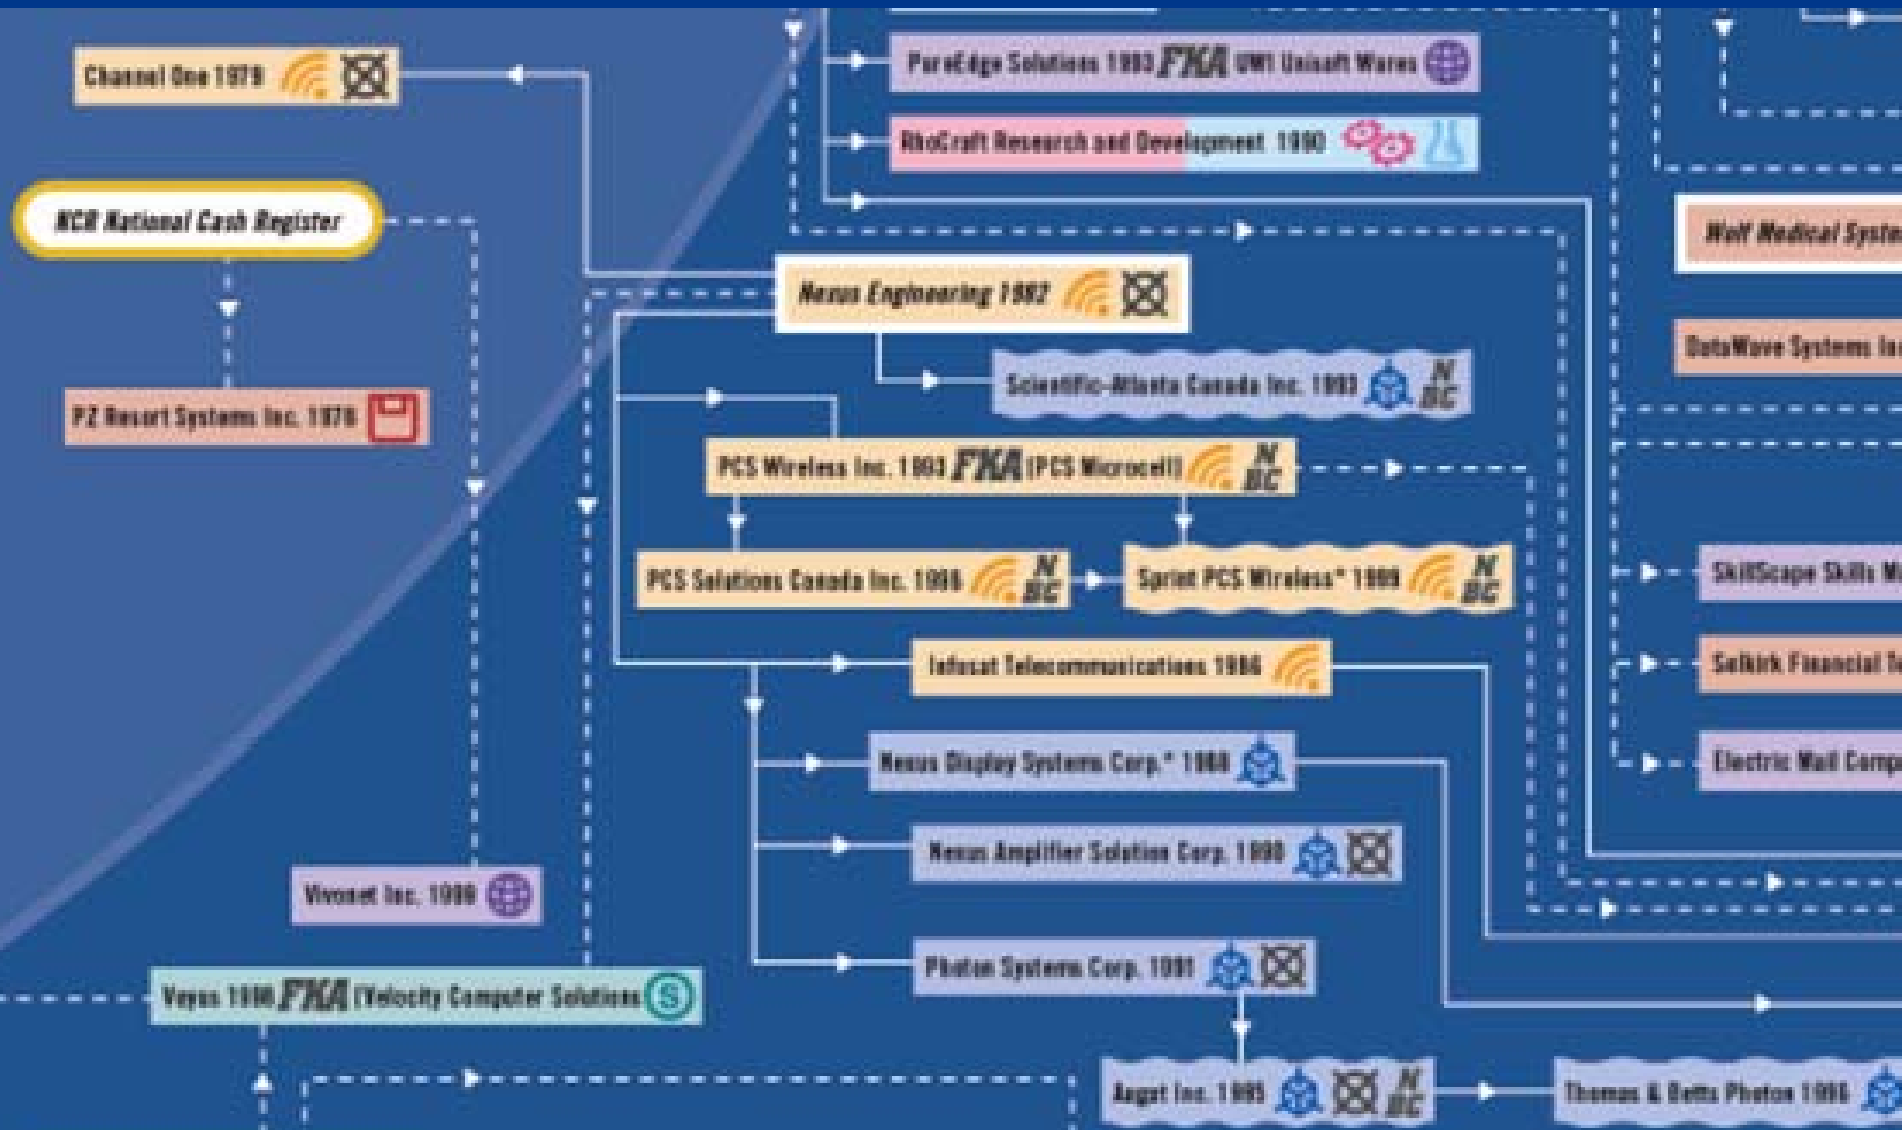 Channel One 1979
PureEdge Solutions 1993 FKA UWI Unisoft Wares
RhoCraft Research and Development 1990
NCR National Cash Register
Nexus Engineering 1982
Wolf Medical Syste
Scientific-Atlanta Canada Inc. 1993 N BC
DataWave Systems Inc
PZ Resort Systems Inc. 1976
PCS Wireless Inc. 1993 FKA (PCS Microcell) N BC
PCS Solutions Canada Inc. 1996 N BC
Sprint PCS Wireless* 1999 N BC
SkillScape Skills M
Infosat Telecommunications 1986
Selkirk Financial Te
Nexus Display Systems Corp.* 1988
Electric Mail Comp
Nexus Amplifier Solution Corp. 1990
Vivonet Inc. 1999
Photon Systems Corp. 1991
Voyus 1998 FKA (Velocity Computer Solutions S
Augat Inc. 1995 N BC
Thomas & Betts Photon 1996